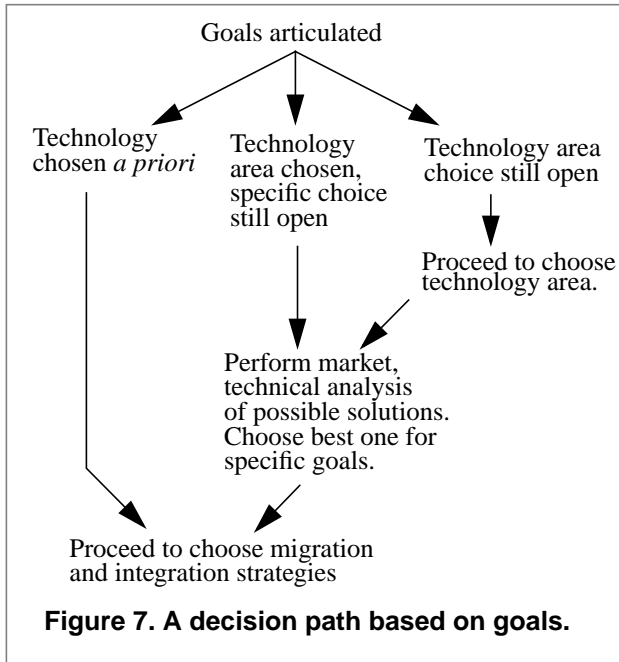 Goals articulated
Technology
chosen a priori
Technology
area chosen,
specific choice
still open
Technology area
choice still open
Proceed to choose
technology area.
Perform market,
technical analysis
of possible solutions.
Choose best one for
specific goals.
Proceed to choose migration
and integration strategies
Figure 7. A decision path based on goals.